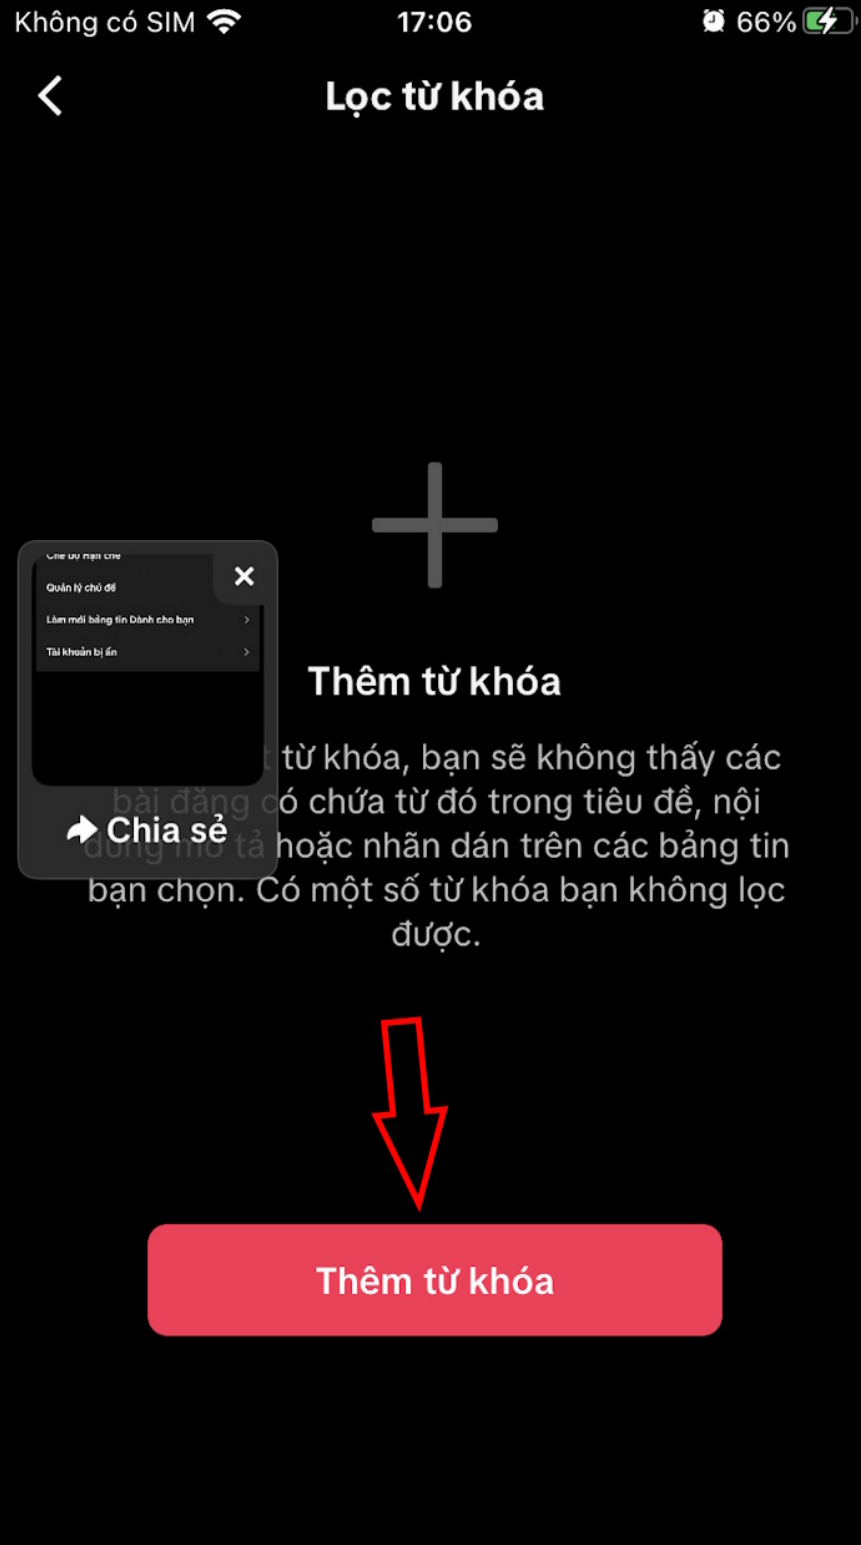 Không có SIM 17:06 66%
Lọc từ khóa
Quản lý chủ đề
Làm mới bảng tin Dành cho bạn
Tài khoản bị ẩn
Chia sẻ
Thêm từ khóa
từ khóa, bạn sẽ không thấy các
bài đăng có chứa từ đó trong tiêu đề, nội
dung mô tả hoặc nhãn dán trên các bảng tin
bạn chọn. Có một số từ khóa bạn không lọc
được.
Thêm từ khóa